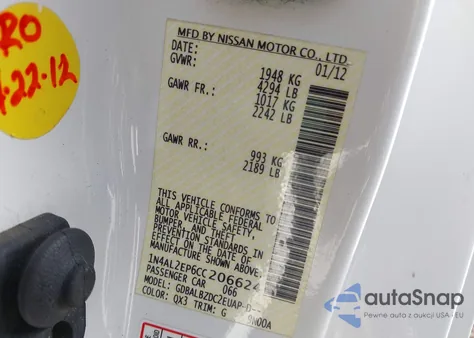 RO
22·12
MFD BY NISSAN MOTOR CO., LTD
DATE: 01/12
GVWR: 1948 KG
4294 LB
GAWR FR.: 1017 KG
2242 LB
GAWR RR.: 993 KG
2189 LB
THIS VEHICLE CONFORMS TO
ALL APPLICABLE FEDERAL
MOTOR VEHICLE SAFETY,
BUMPER, AND THEFT
PREVENTION STANDARDS
IN EFFECT ON THE DATE OF
MANUFACTURE SHOWN ABOVE.
1N4AL2EP6CC206624
PASSENGER CAR 066
MODEL: GDBALBZDC2EUAP-D--
COLOR: QX3 TRIM: G
autoSnap
Pewne auta z aukcji w USA - EU